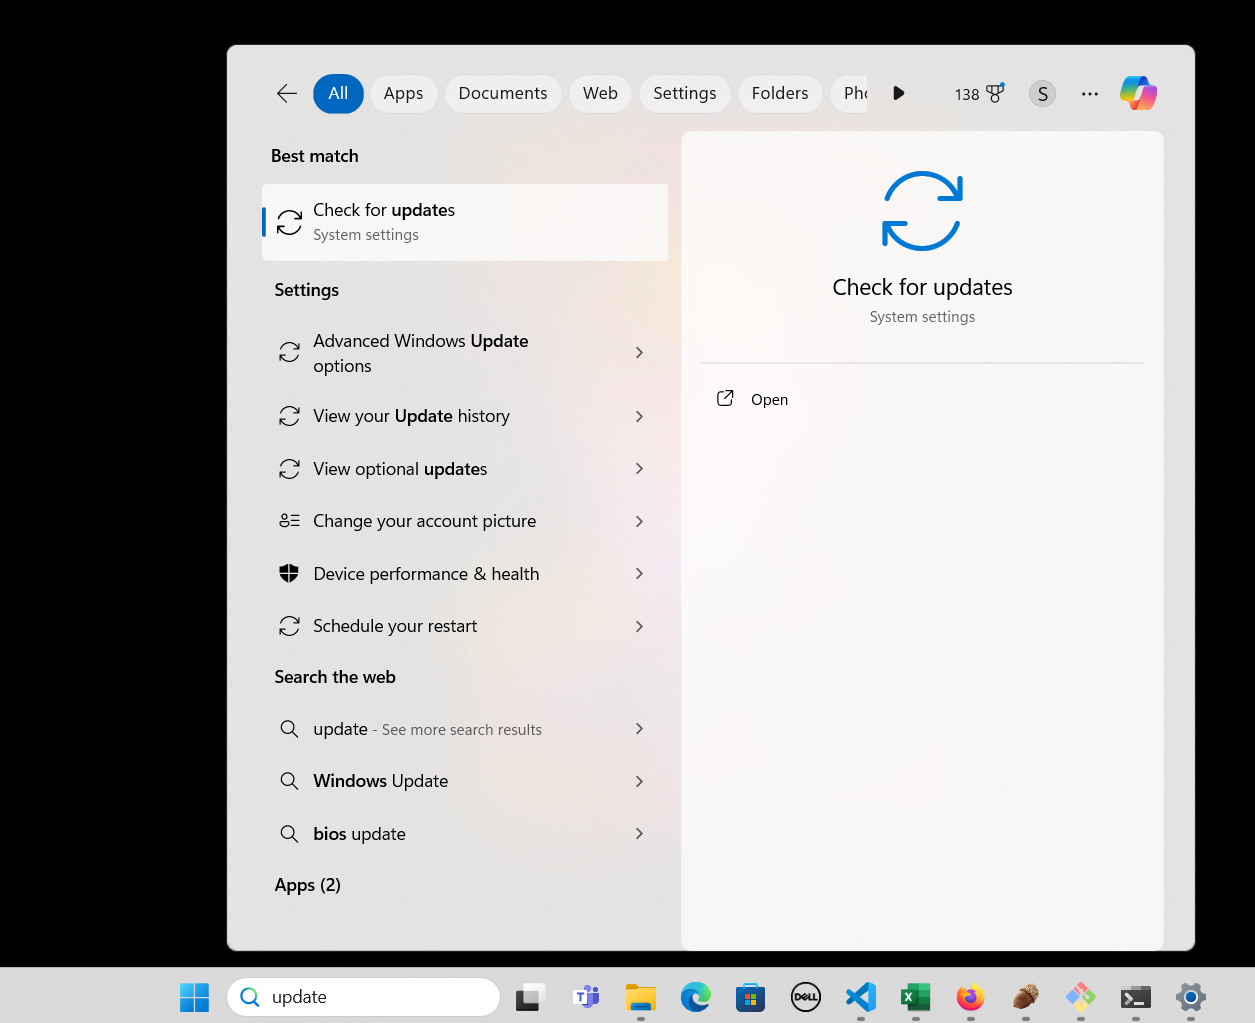 All Apps Documents Web Settings Folders Pho 138 S
Best match
Check for updates
System settings
Settings
Advanced Windows Update
options
View your Update history
View optional updates
Change your account picture
Device performance & health
Schedule your restart
Search the web
update - See more search results
Windows Update
bios update
Apps (2)
Check for updates
System settings
Open
update
T
DELL
X